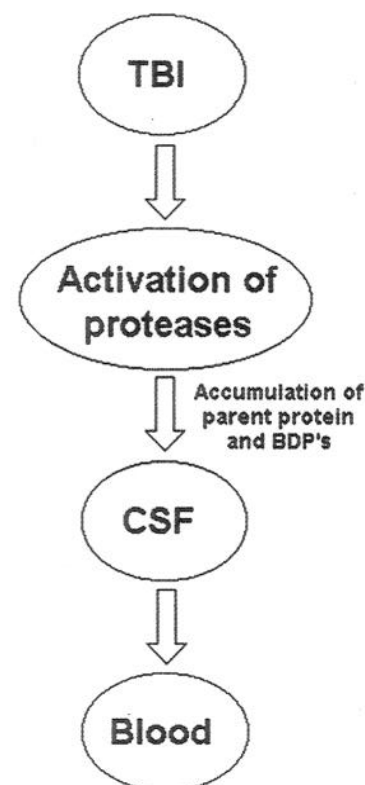 TBI
Activation of
proteases
Accumulation of
parent protein
and BDP's
CSF
Blood